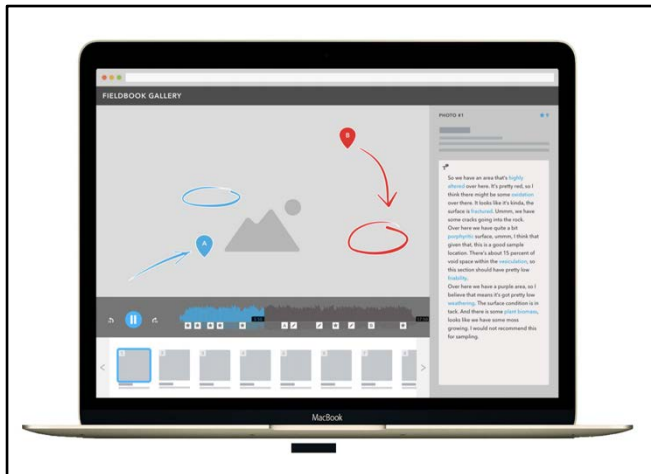 FIELDBOOK GALLERY
PHOTO #1
B
A
So we have an area that's highly
altered over here. It's pretty red, so I
think there might be some oxidation
over there. It looks like it's kinda, the
surface is fractured. Ummm, we have
some cracks going into the rock.
Over here we have quite a bit
porphyritic surface, ummm, I think that
given that, this is a good sample
location. There's about 15 percent of
void space within the vesiculation, so
this section should have pretty low
friability.
Over here we have a purple area, so I
believe that means it's got pretty low
weathering. The surface condition is in
tack. And there is some plant biomass,
looks like we have some moss
growing. I would not recommend this
for sampling.
MacBook